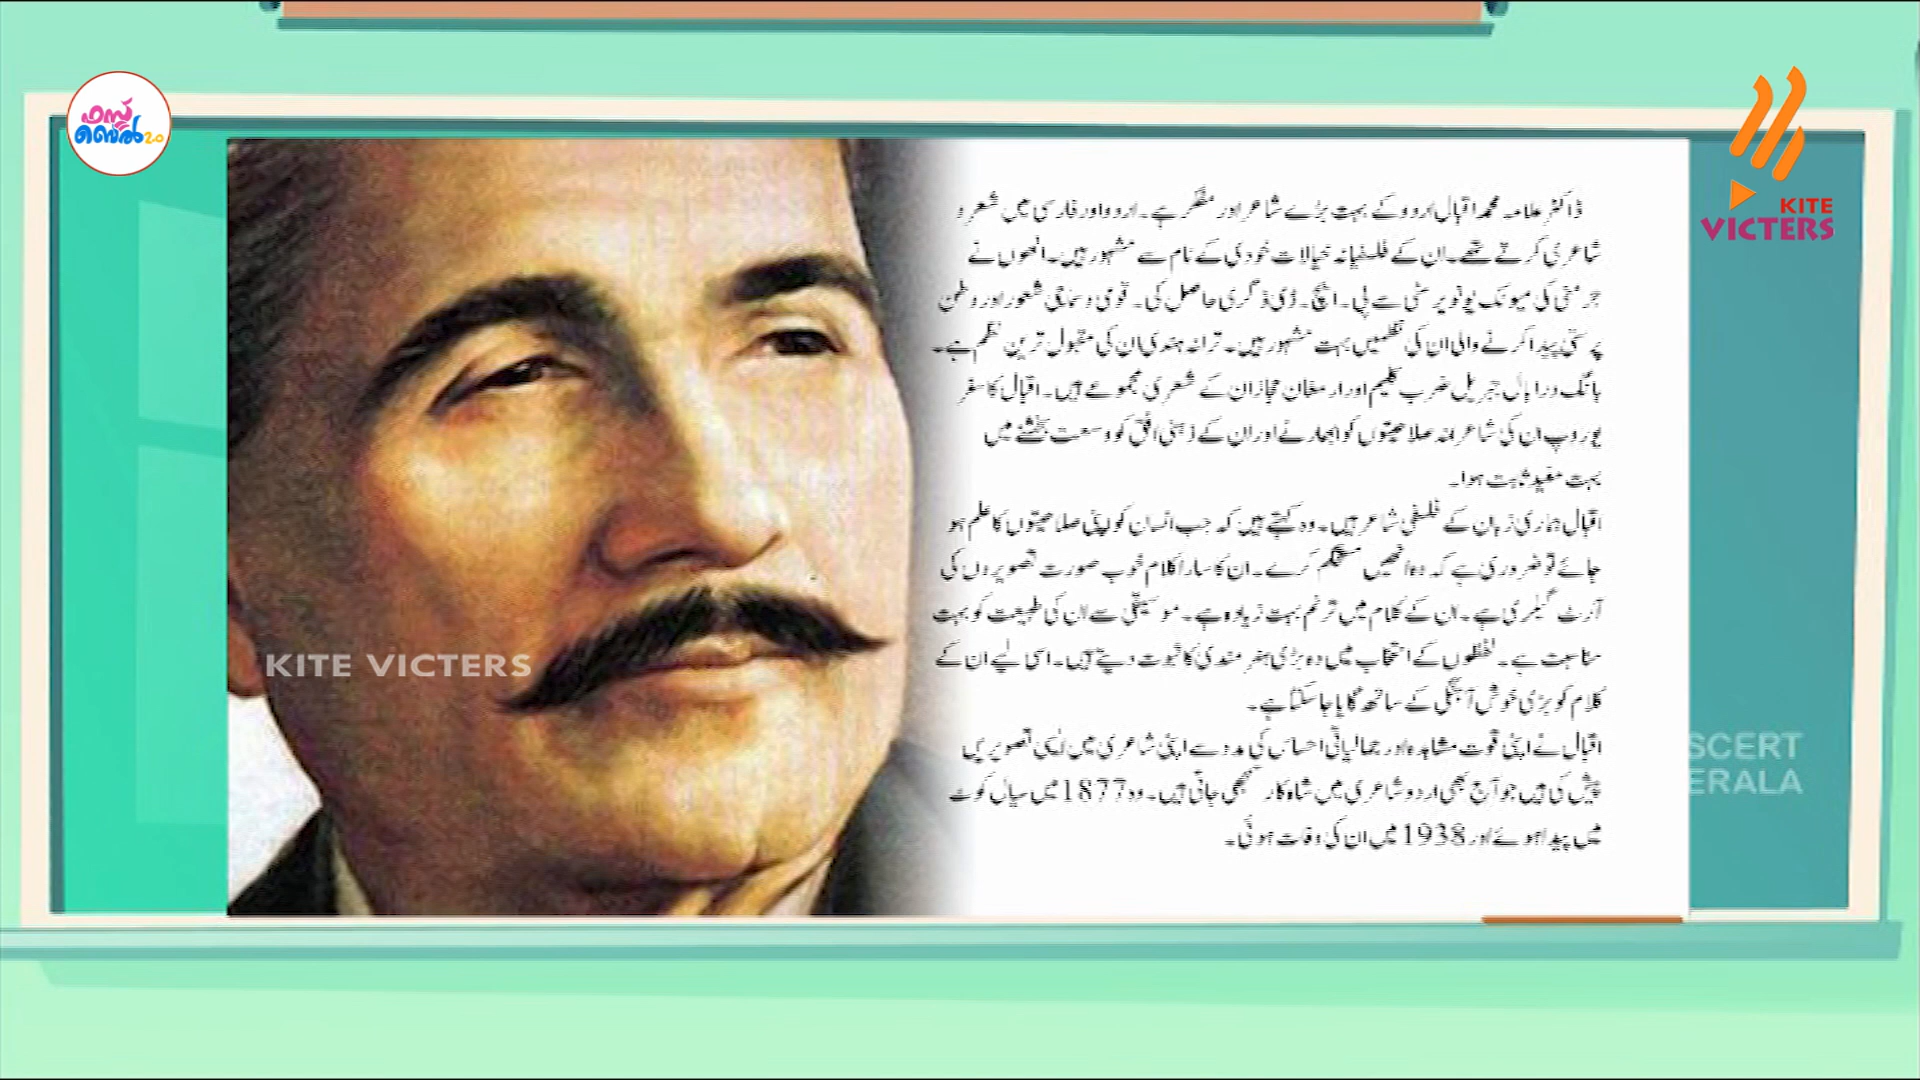 ഫസ്റ്റ്
ബെൽ 2.0
KITE
VICTERS
ڈاکٹر علامہ محمد اقبال اردو کے بہت بڑے شاعر اور مفکر ہے۔ اردو اور فارسی میں شعر و
شاعری کرتے تھے۔ ان کے فلسفیانہ خیالات خودی کے نام سے مشہور ہیں۔ انھوں نے
جرمنی کی میونک یونیورسٹی سے پی۔ ایچ۔ ڈی ڈگری حاصل کی۔ قومی و سماجی شعور اور وطن
پرستی پیدا کرنے والی ان کی نظمیں بہت مشہور ہیں۔ ترانہ ہندی ان کی مقبول ترین نظم ہے۔
بانگ درا بال جبریل ضرب کلیم اور ارمغان حجاز ان کے شعری مجموعے ہیں۔ اقبال کا سفر
یوروپ ان کی شاعرانہ صلاحیتوں کو ابھارنے اور ان کے ذہنی افق کو وسعت بخشنے میں
بہت مفید ثابت ہوا۔
اقبال ہماری زبان کے فلسفی شاعر ہیں۔ وہ کہتے ہیں کہ جب انسان کو اپنی صلاحیتوں کا علم ہو
جائے تو ضروری ہے کہ وہ انھیں مستحکم کرے۔ ان کا سارا کلام خوب صورت تصویروں کی
آرٹ گیلری ہے۔ ان کے کلام میں ترنم بہت زیادہ ہے۔ موسیقی سے ان کی طبیعت کو بہت
مناسبت ہے۔ لفظوں کے انتخاب میں وہ بڑی ہنر مندی کا ثبوت دیتے ہیں۔ اسی لیے ان کے
کلام کو بڑی خوش آہنگی کے ساتھ گایا جا سکتا ہے۔
اقبال نے اپنی قوت مشاہدہ اور جمالیاتی احساس کی مدد سے اپنی شاعری میں ایسی تصویریں
پیش کی ہیں جو آج بھی اردو شاعری میں شاہکار سمجھی جاتی ہیں۔ وہ 1877 میں سیال کوٹ
میں پیدا ہوئے اور 1938 میں ان کی وفات ہوئی۔
KITE VICTERS
SCERT
ERALA